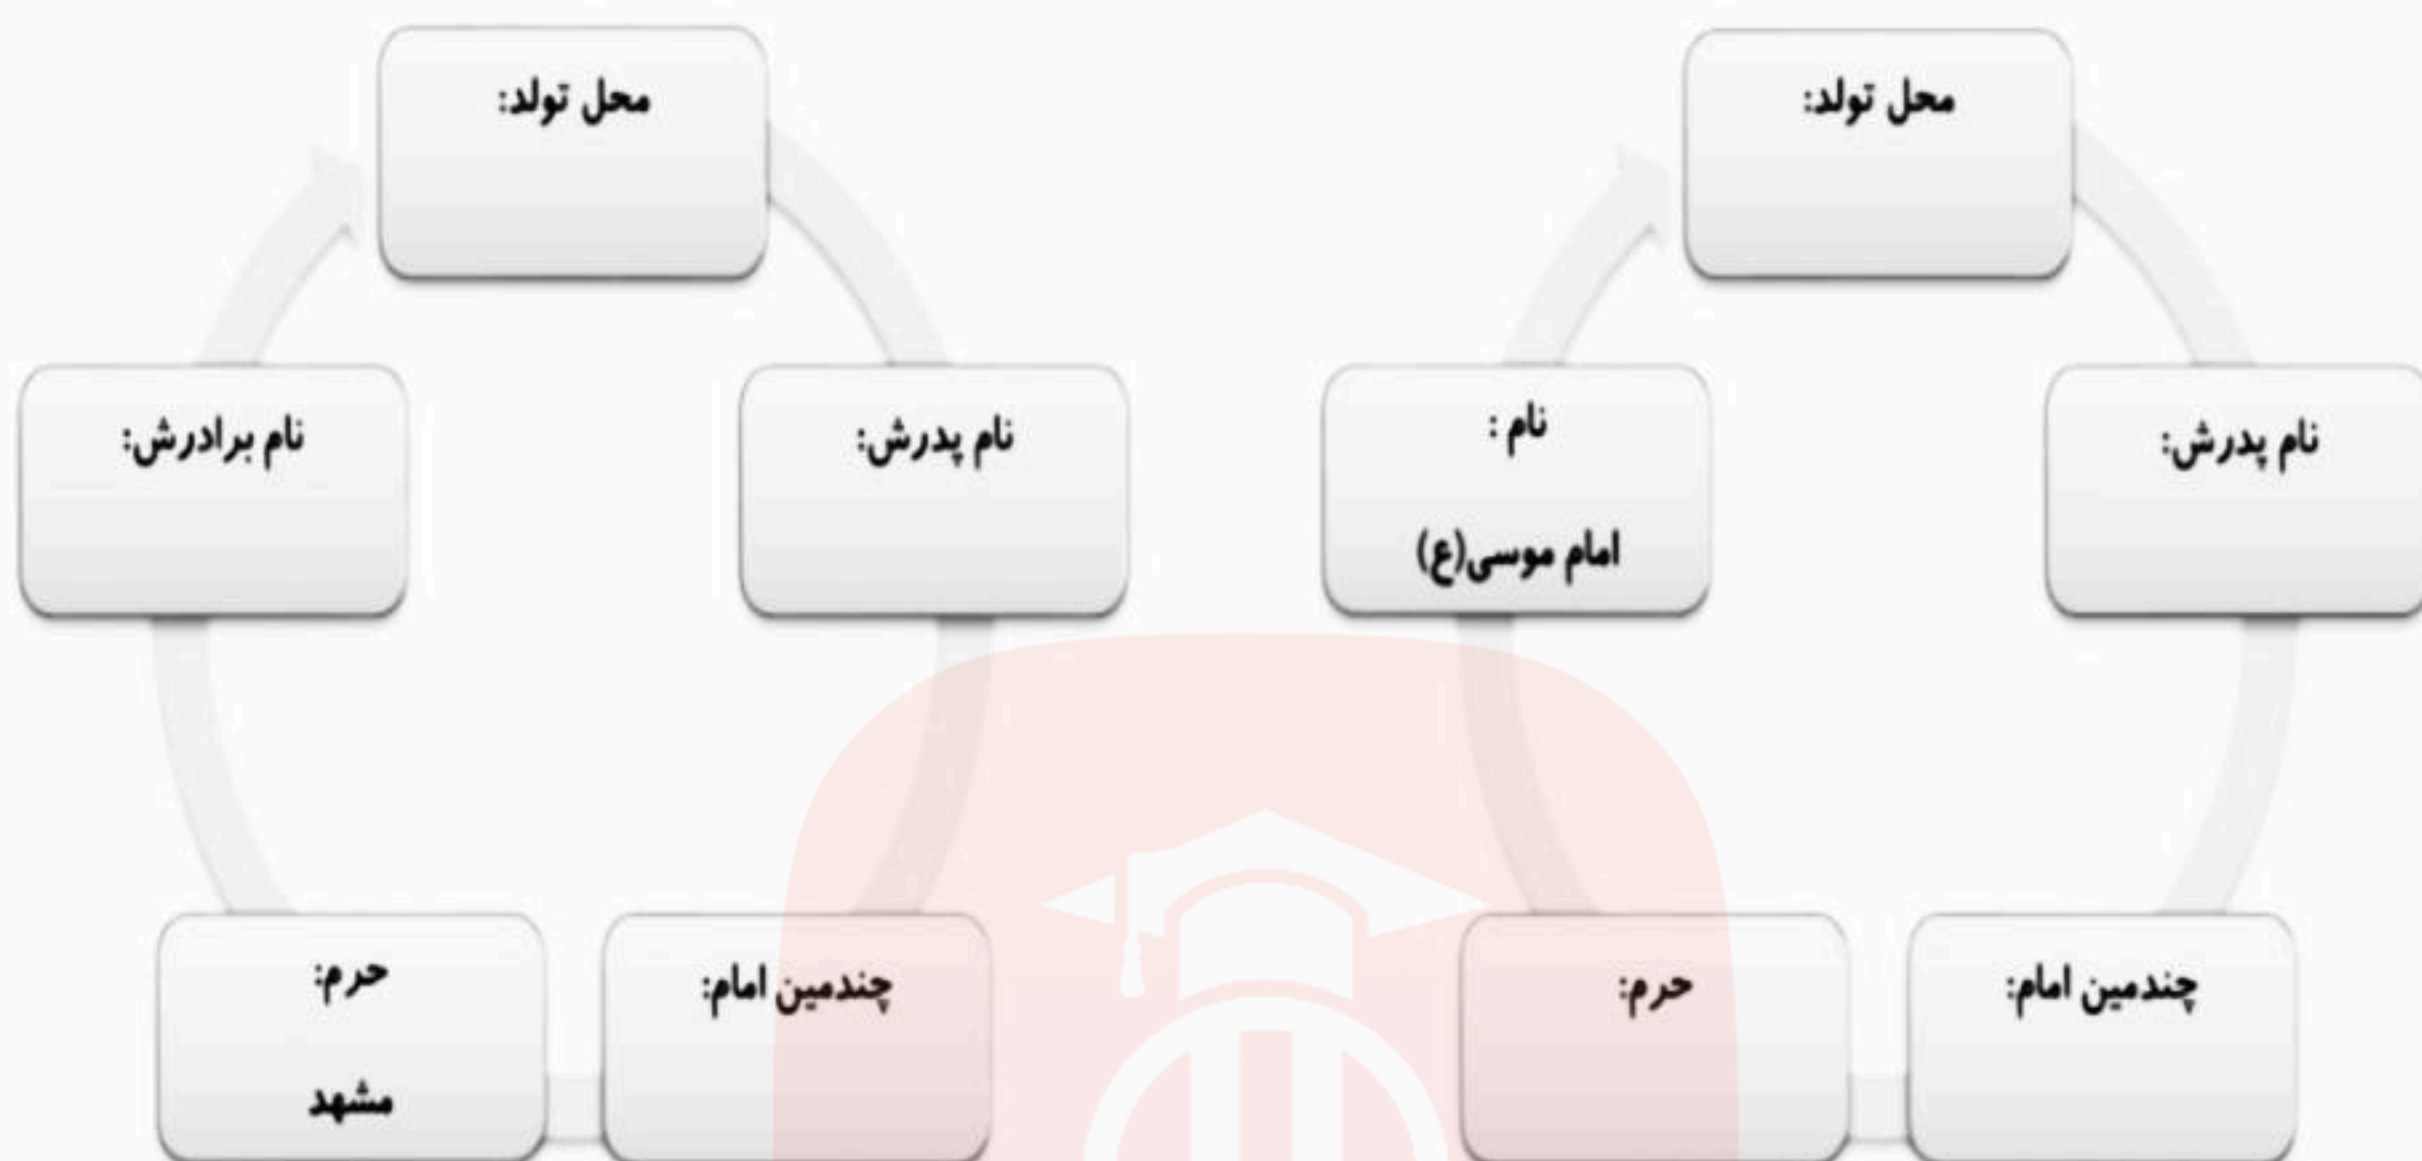 محل تولد:
نام پدرش:
چندمین امام:
حرم:
نام :
امام موسی(ع)
محل تولد:
نام پدرش:
چندمین امام:
حرم:
مشهد
نام برادرش: